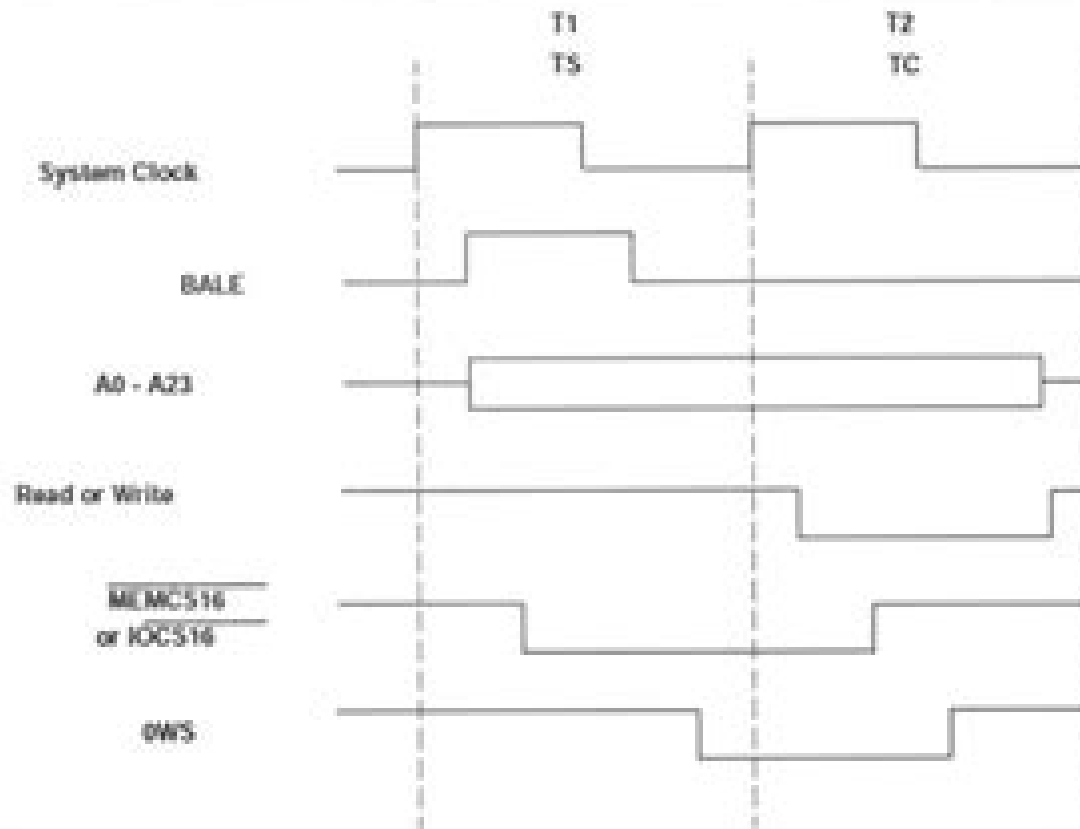 T1 T2
TS TC
System Clock
BALE
A0 - A23
Read or Write
MEMCS16
or IOCS16
0WS